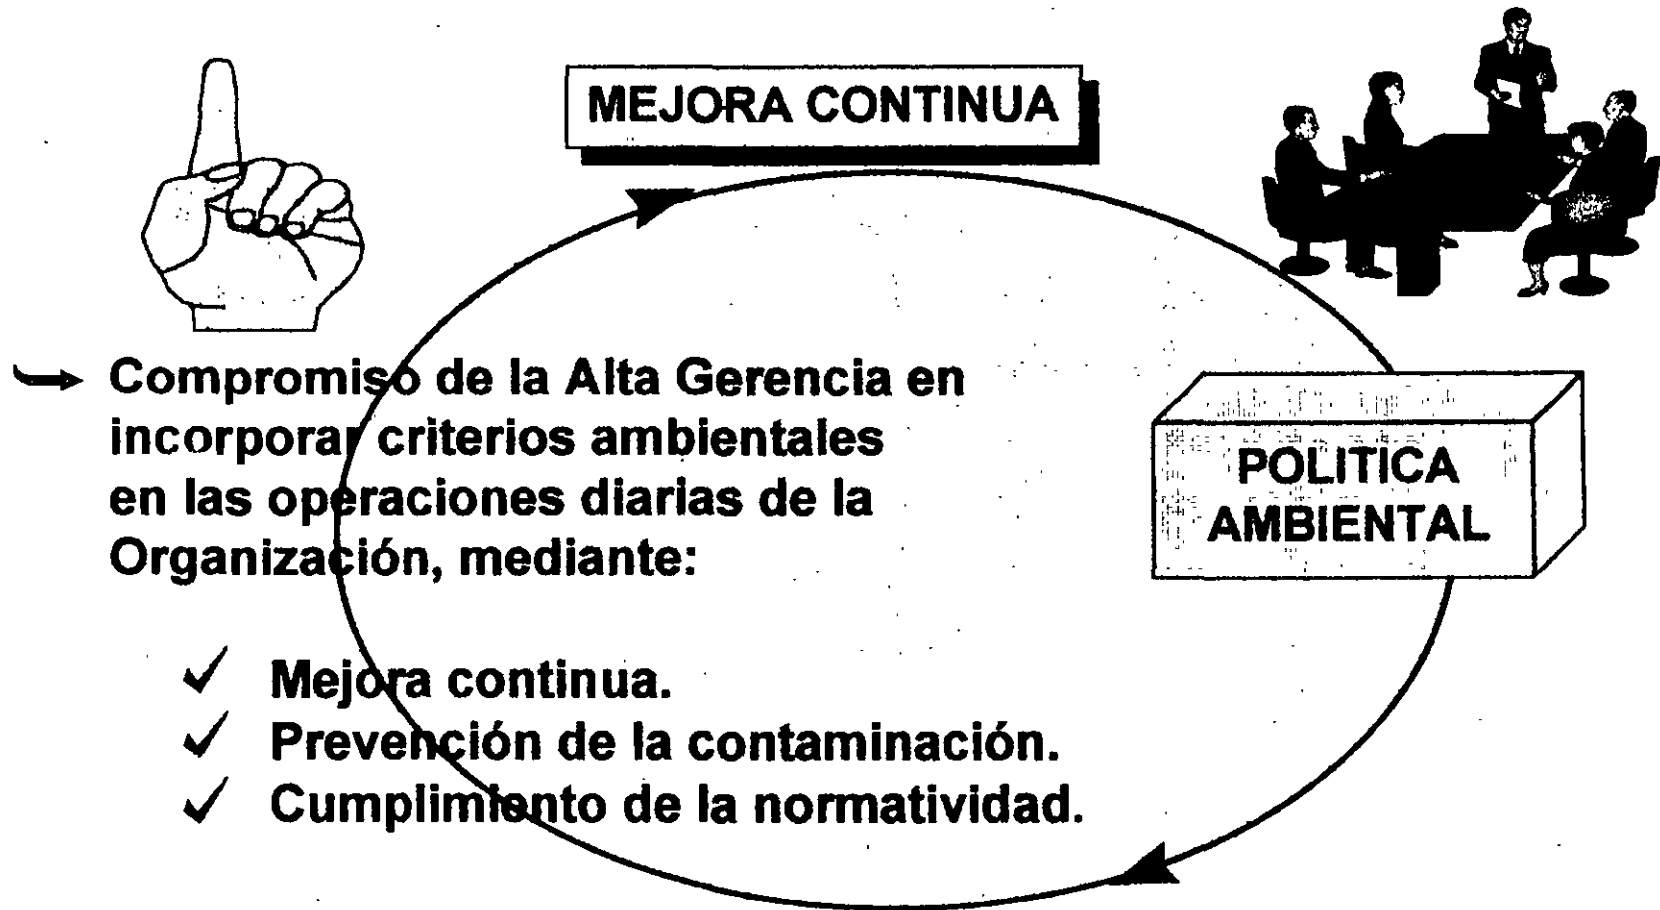 MEJORA CONTINUA
Compromiso de la Alta Gerencia en
incorporar criterios ambientales
en las operaciones diarias de la
Organización, mediante:
POLITICA
AMBIENTAL
✓ Mejora continua.
✓ Prevención de la contaminación.
✓ Cumplimiento de la normatividad.